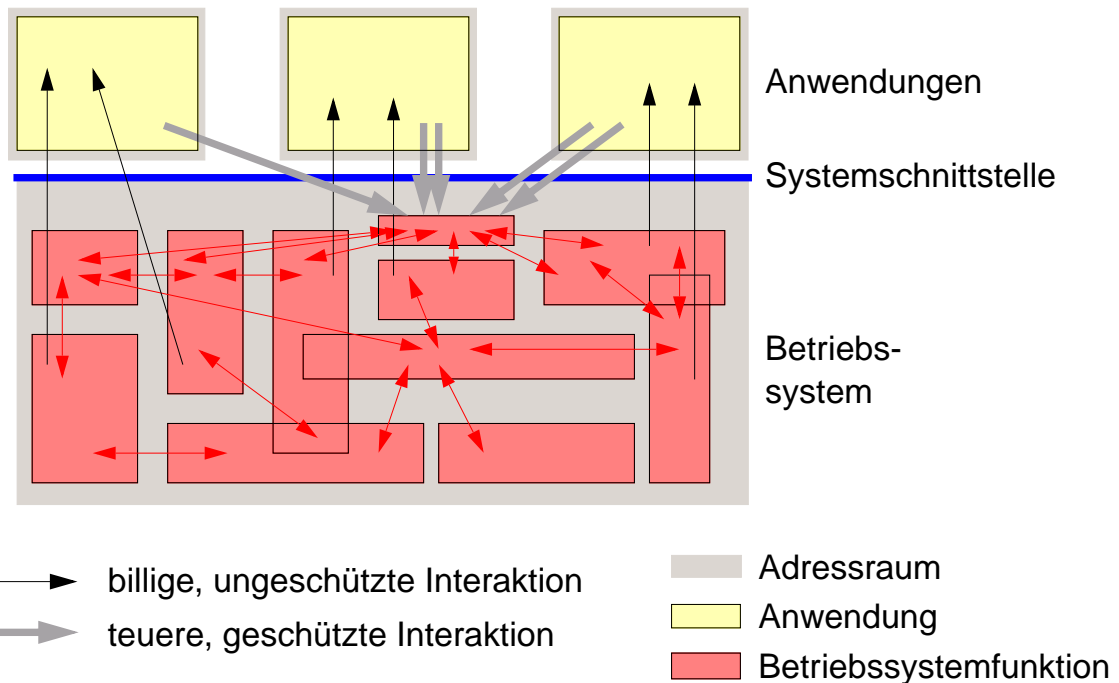 Anwendungen
Systemschnittstelle
Betriebs-
system
billige, ungeschützte Interaktion
teuere, geschützte Interaktion
Adressraum
Anwendung
Betriebssystemfunktion